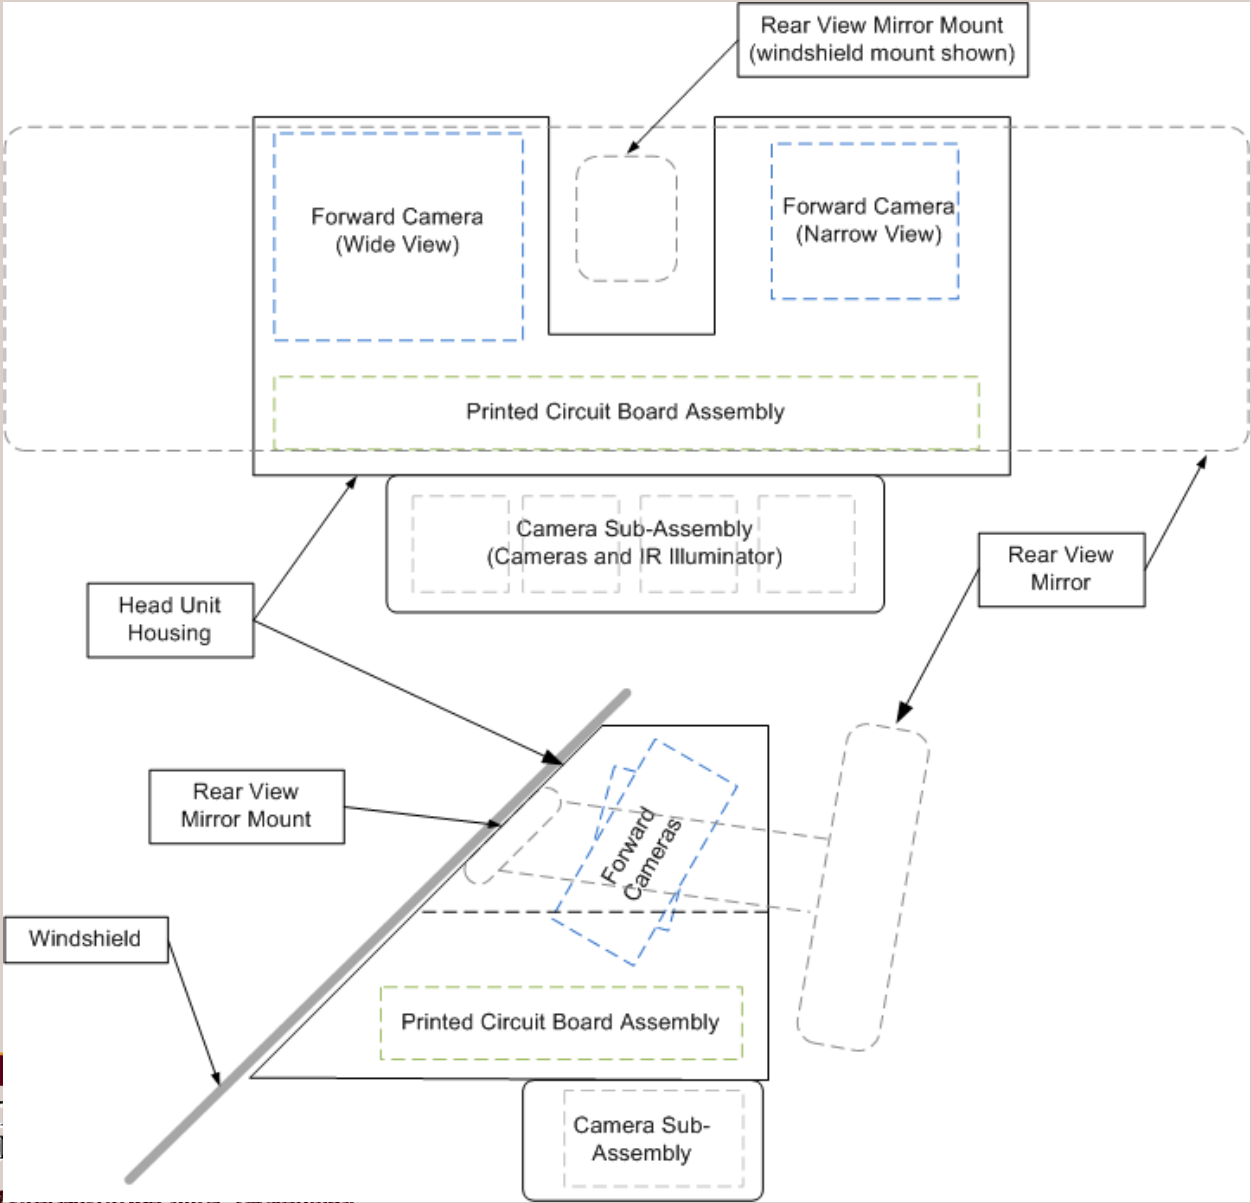 Rear View Mirror Mount
(windshield mount shown)
Forward Camera
(Wide View)
Forward Camera
(Narrow View)
Printed Circuit Board Assembly
Camera Sub-Assembly
(Cameras and IR Illuminator)
Rear View
Mirror
Head Unit
Housing
Rear View
Mirror Mount
Forward
Cameras
Windshield
Printed Circuit Board Assembly
Camera Sub-
Assembly